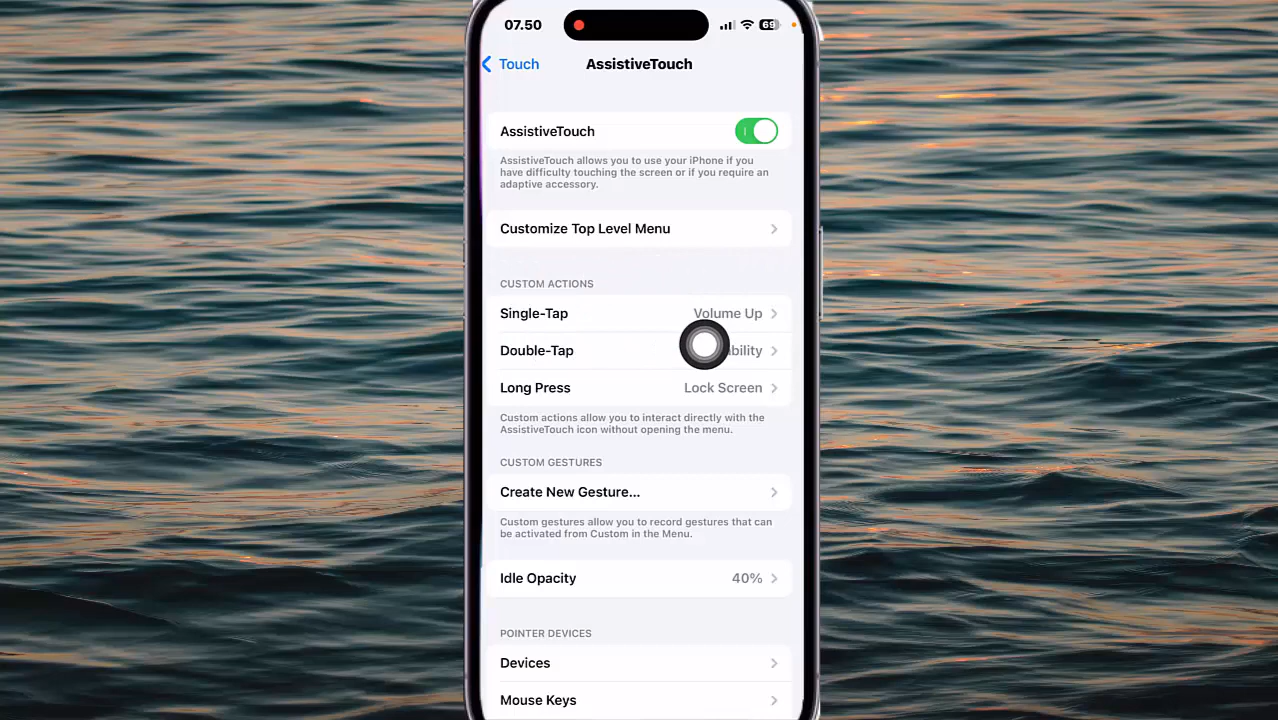 07.50
69
Touch
AssistiveTouch
AssistiveTouch
AssistiveTouch allows you to use your iPhone if you
have difficulty touching the screen or if you require an
adaptive accessory.
Customize Top Level Menu
CUSTOM ACTIONS
Single-Tap Volume Up
Double-Tap
Long Press Lock Screen
Custom actions allow you to interact directly with the
AssistiveTouch icon without opening the menu.
CUSTOM GESTURES
Create New Gesture...
Custom gestures allow you to record gestures that can
be activated from Custom in the Menu.
Idle Opacity 40%
POINTER DEVICES
Devices
Mouse Keys